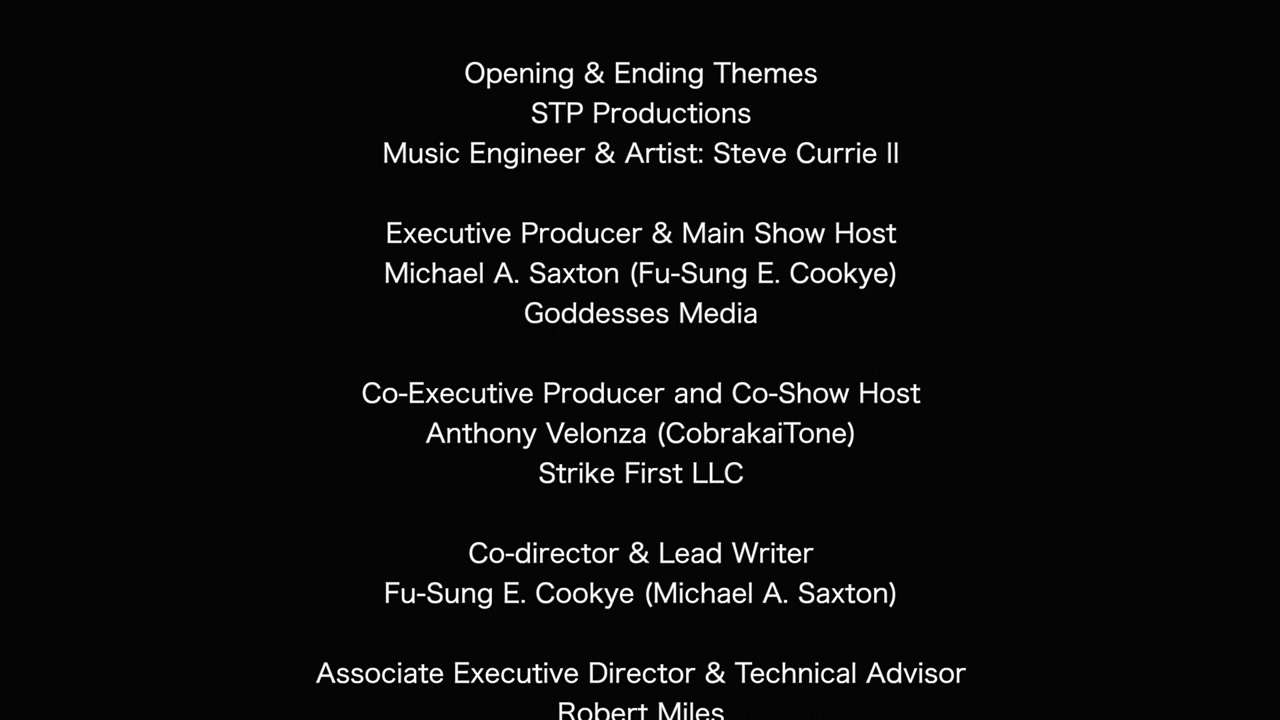 Opening & Ending Themes
STP Productions
Music Engineer & Artist: Steve Currie II
Executive Producer & Main Show Host
Michael A. Saxton (Fu-Sung E. Cookye)
Goddesses Media
Co-Executive Producer and Co-Show Host
Anthony Velonza (CobrakaiTone)
Strike First LLC
Co-director & Lead Writer
Fu-Sung E. Cookye (Michael A. Saxton)
Associate Executive Director & Technical Advisor
Robert Miles